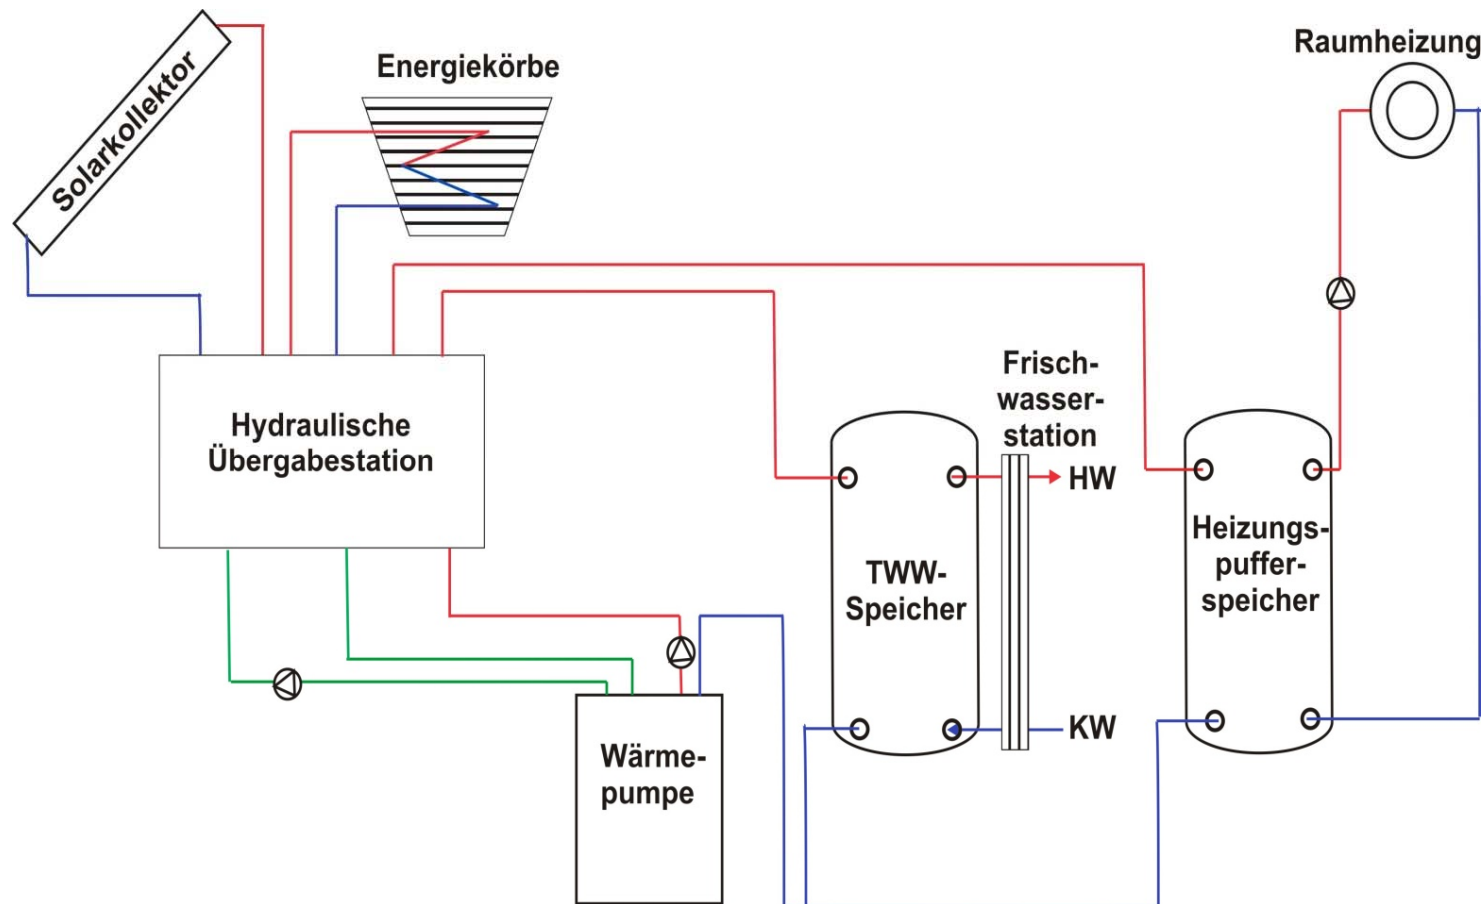 Solarkollektor
Energiekörbe
Raumheizung
Hydraulische
Übergabestation
Frisch-
wasser-
station
HW
TWW-
Speicher
KW
Heizungs-
puffer-
speicher
Wärme-
pumpe